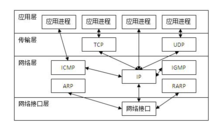 应用层 应用进程 应用进程 应用进程 应用进程
传输层 TCP UDP
网络层 ICMP IP IGMP
ARP RARP
网络接口层 网络接口